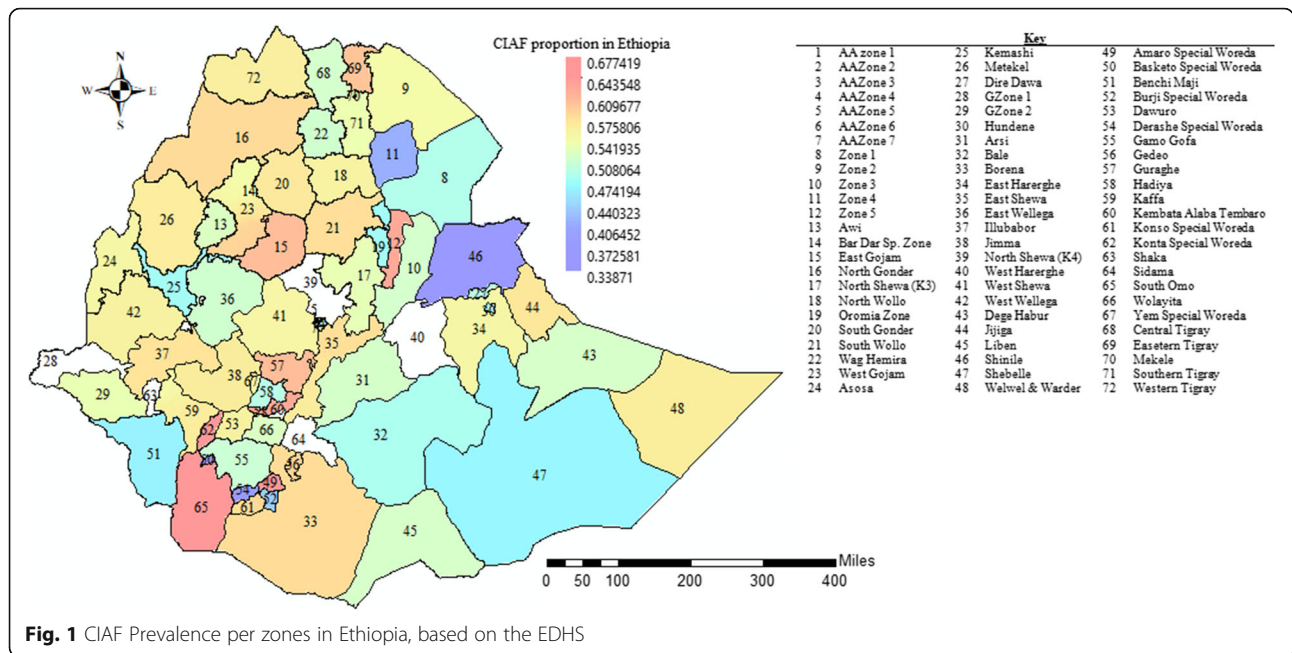 CIAF proportion in Ethiopia
0.677419
0.643548
0.609677
0.575806
0.541935
0.508064
0.474194
0.440323
0.406452
0.372581
0.33871
N
W E
S
72
68
69
9
71
16
22
11
8
14
20
18
26
13
23
21
15
12
46
24
25
17
10
39
36
44
42
41
34
40
35
28
37
43
57
38
67
58
31
29
63
48
60
59
53
62
66
64
32
51
55
47
56
49
54
52
65
61
33
45
Miles
0 50 100 200 300 400
Key
1 AA zone 1 25 Kemashi 49 Amaro Special Woreda
2 AAZone 2 26 Metekel 50 Basketo Special Woreda
3 AAZone 3 27 Dire Dawa 51 Benchi Maji
4 AAZone 4 28 GZone 1 52 Burji Special Woreda
5 AAZone 5 29 GZone 2 53 Dawuro
6 AAZone 6 30 Hundene 54 Derashe Special Woreda
7 AAZone 7 31 Arsi 55 Gamo Gofa
8 Zone 1 32 Bale 56 Gedeo
9 Zone 2 33 Borena 57 Guraghe
10 Zone 3 34 East Harerghe 58 Hadiya
11 Zone 4 35 East Shewa 59 Kaffa
12 Zone 5 36 East Wellega 60 Kembata Alaba Tembaro
13 Awi 37 Illubabor 61 Konso Special Woreda
14 Bar Dar Sp. Zone 38 Jimma 62 Konta Special Woreda
15 East Gojam 39 North Shewa (K4) 63 Shaka
16 North Gonder 40 West Harerghe 64 Sidama
17 North Shewa (K3) 41 West Shewa 65 South Omo
18 North Wollo 42 West Wellega 66 Wolayita
19 Oromia Zone 43 Dege Habur 67 Yem Special Woreda
20 South Gonder 44 Jijiga 68 Central Tigray
21 South Wollo 45 Liben 69 Easetern Tigray
22 Wag Hemira 46 Shinile 70 Mekele
23 West Gojam 47 Shebelle 71 Southern Tigray
24 Asosa 48 Welwel & Warder 72 Western Tigray
Fig. 1 CIAF Prevalence per zones in Ethiopia, based on the EDHS